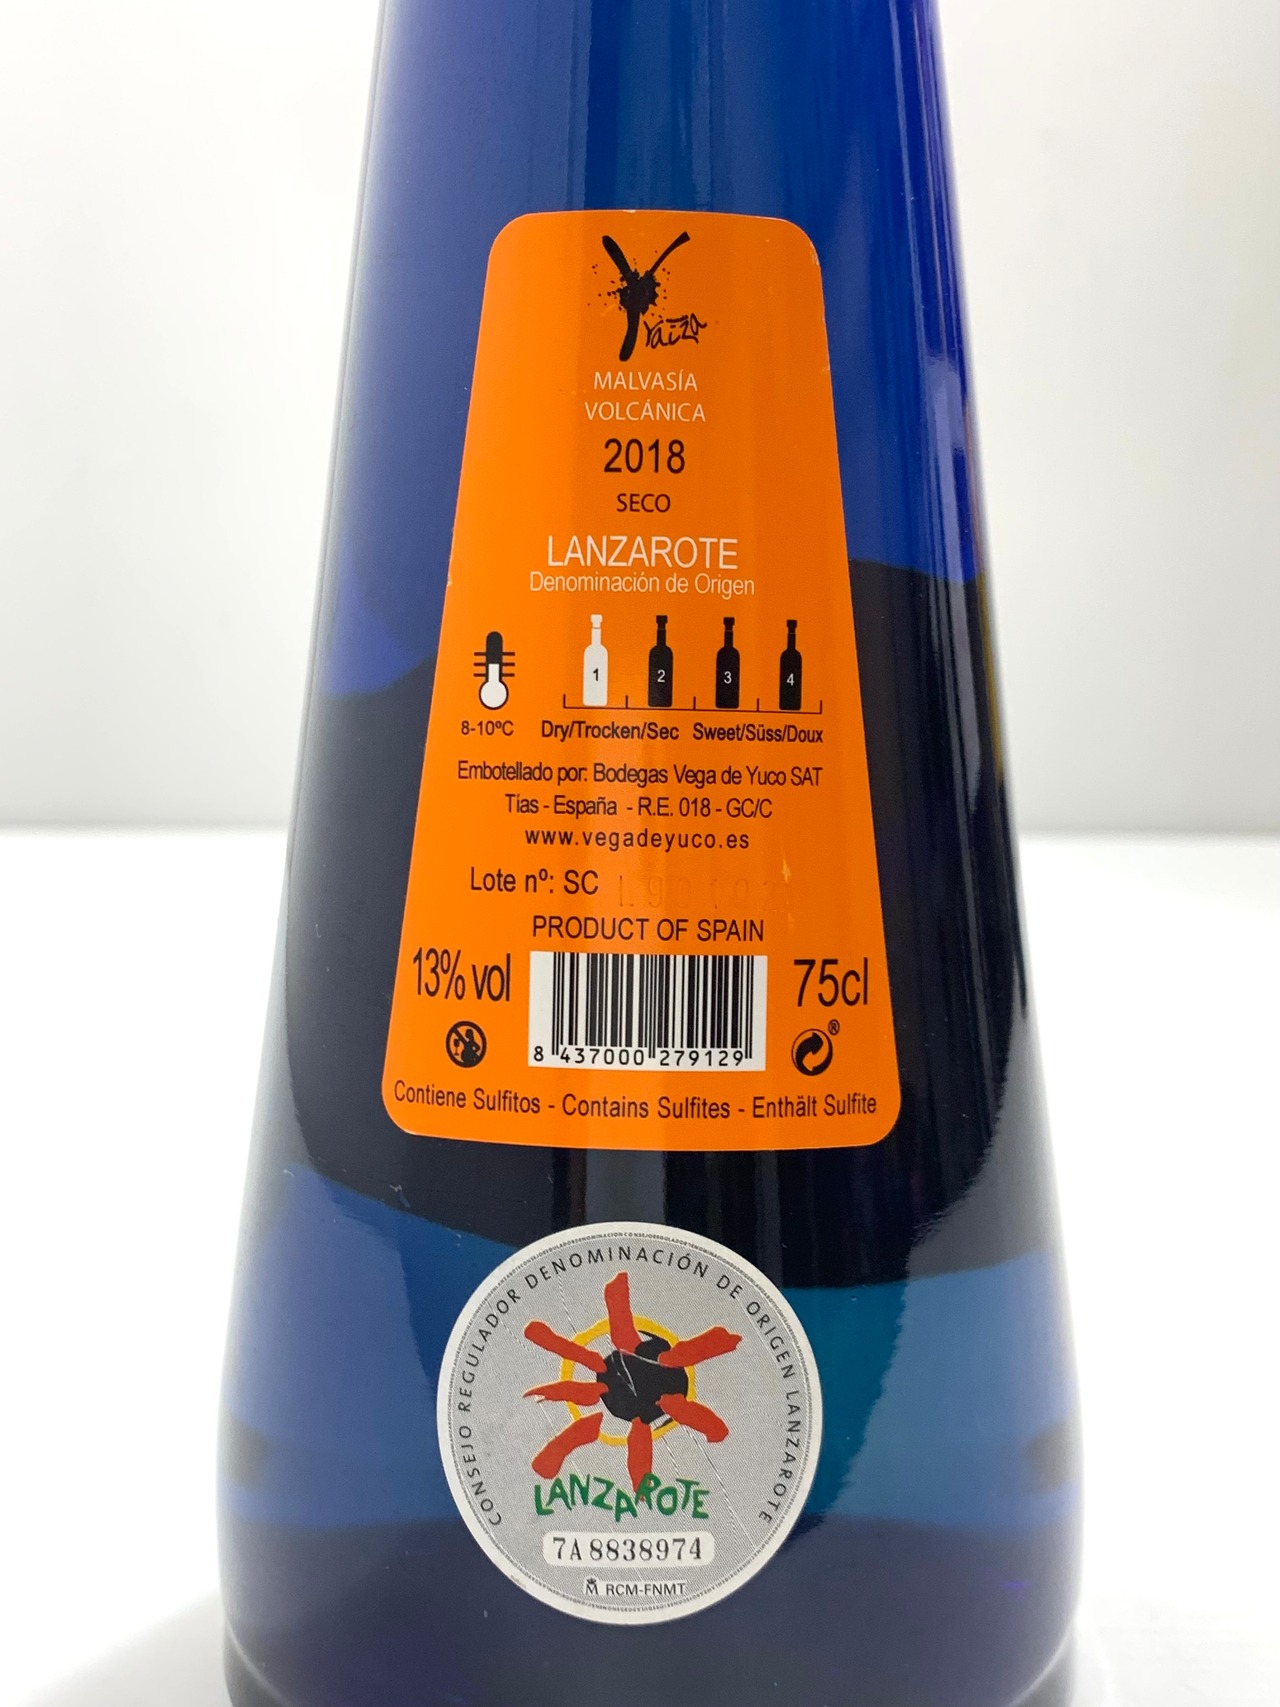 Yaiza
MALVASÍA
VOLCÁNICA
2018
SECO
LANZAROTE
Denominación de Origen
1 2 3 4
8-10ºC Dry/Trocken/Sec Sweet/Süss/Doux
Embotellado por: Bodegas Vega de Yuco SAT
Tías - España - R.E. 018 - GC/C
www.vegadeyuco.es
Lote nº: SC L90102
PRODUCT OF SPAIN
13% vol 75cl
®
8 437000 279129
Contiene Sulfitos - Contains Sulfites - Enthält Sulfite
CONSEJO REGULADOR DENOMINACIÓN DE ORIGEN LANZAROTE
LANZAROTE
7A 8838974
RCM-FNMT